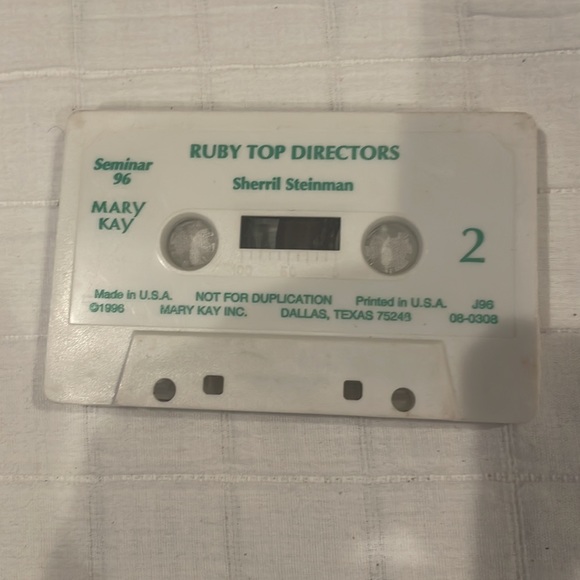 RUBY TOP DIRECTORS
Seminar
96
Sherril Steinman
MARY
KAY
2
Made in U.S.A. NOT FOR DUPLICATION Printed in U.S.A. J96
©1996 MARY KAY INC. DALLAS, TEXAS 75246 08-0308